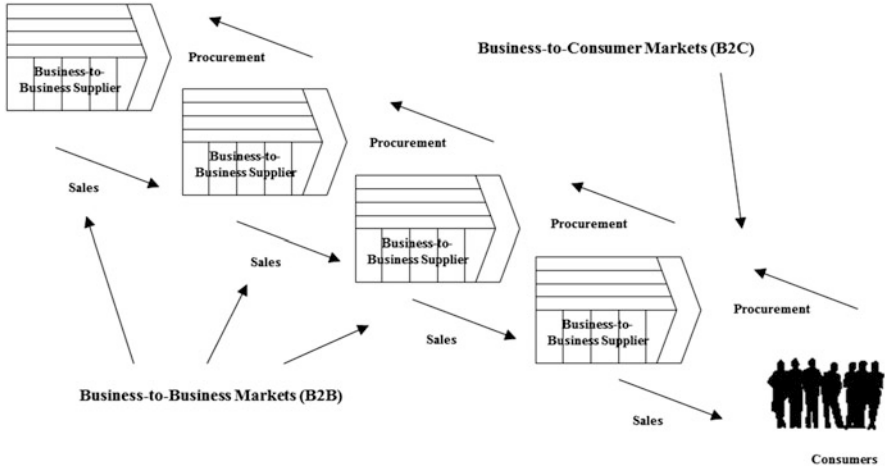 Procurement
Business-to-Consumer Markets (B2C)
Business-to-
Business Supplier
Procurement
Business-to-
Business Supplier
Sales
Procurement
Business-to-
Business Supplier
Sales
Procurement
Business-to-
Business Supplier
Sales
Business-to-Business Markets (B2B)
Sales
Consumers